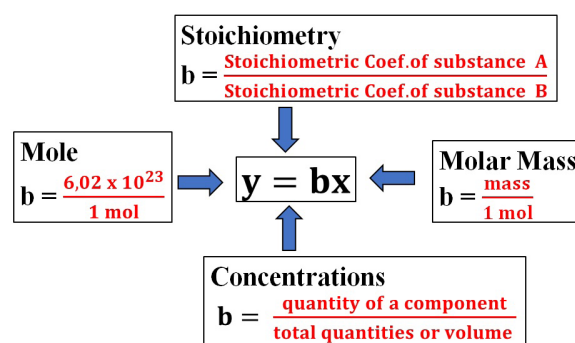 Stoichiometry
b = Stoichiometric Coef.of substance A
Stoichiometric Coef.of substance B
Mole
b = 6,02 x 10²³
1 mol
y = bx
Molar Mass
b = mass
1 mol
Concentrations
b = quantity of a component
total quantities or volume